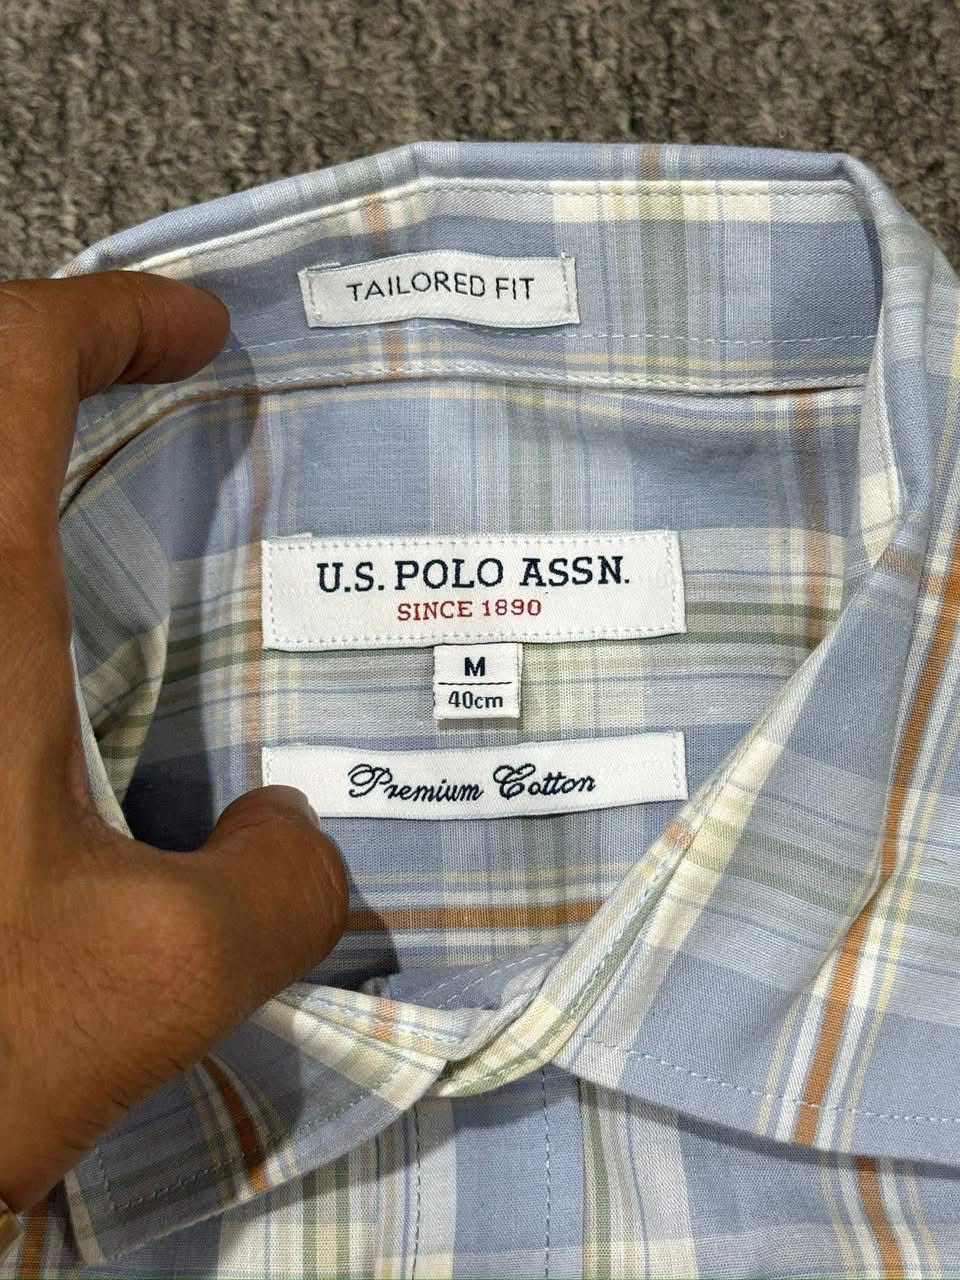 TAILORED FIT
U.S. POLO ASSN.
SINCE 1890
M
40cm
Premium Cotton